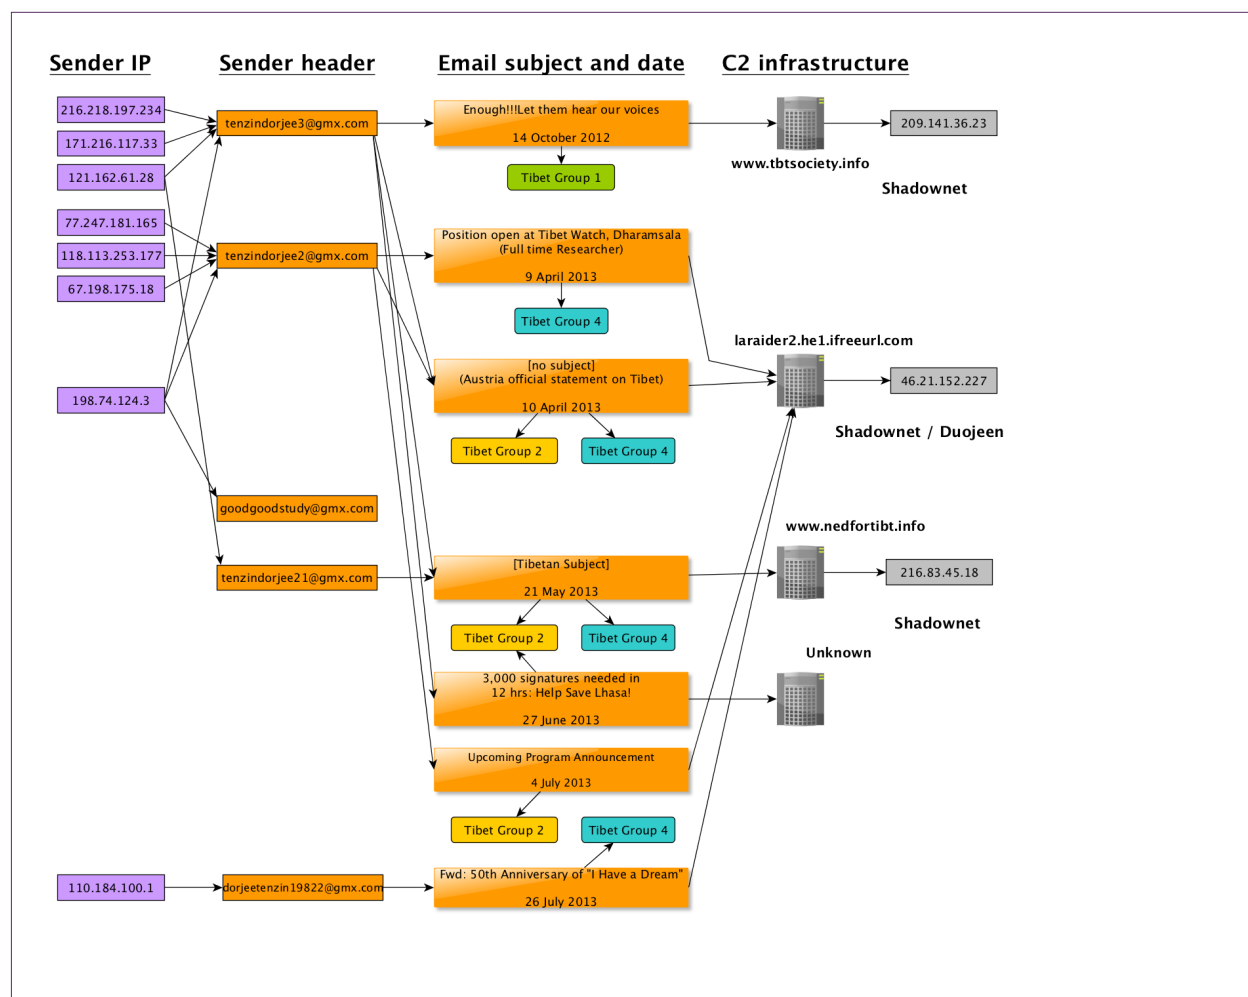 Sender IP
Sender header
Email subject and date
C2 infrastructure
216.218.197.234
171.216.117.33
121.162.61.28
77.247.181.165
118.113.253.177
67.198.175.18
198.74.124.3
110.184.100.1
tenzindorjee3@gmx.com
tenzindorjee2@gmx.com
goodgoodstudy@gmx.com
tenzindorjee21@gmx.com
dorjeetenzin19822@gmx.com
Enough!!!Let them hear our voices
14 October 2012
Tibet Group 1
Position open at Tibet Watch, Dharamsala
(Full time Researcher)
9 April 2013
Tibet Group 4
[no subject]
(Austria official statement on Tibet)
10 April 2013
Tibet Group 2
Tibet Group 4
[Tibetan Subject]
21 May 2013
Tibet Group 2
Tibet Group 4
3,000 signatures needed in
12 hrs: Help Save Lhasa!
27 June 2013
Upcoming Program Announcement
4 July 2013
Tibet Group 2
Tibet Group 4
Fwd: 50th Anniversary of "I Have a Dream"
26 July 2013
www.tbtsociety.info
209.141.36.23
Shadownet
laraider2.he1.ifreeurl.com
46.21.152.227
Shadownet / Duojeen
www.nedfortibt.info
216.83.45.18
Shadownet
Unknown